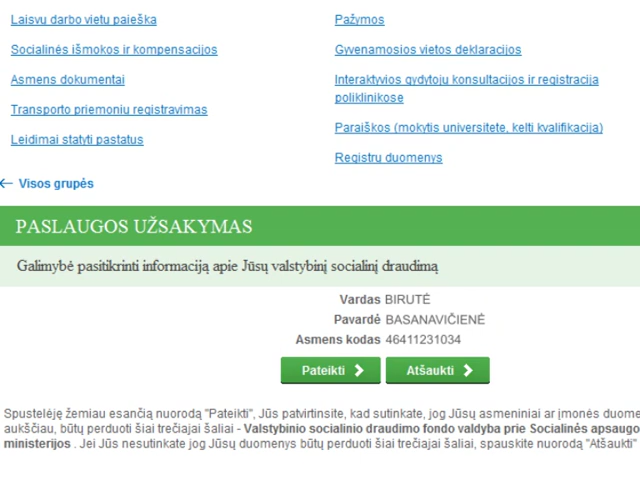 Laisvų darbo vietų paieška
Socialinės išmokos ir kompensacijos
Asmens dokumentai
Transporto priemonių registravimas
Leidimai statyti pastatus
Pažymos
Gyvenamosios vietos deklaracijos
Interaktyvios gydytojų konsultacijos ir registracija
poliklinikose
Paraiškos (mokytis universitete, kelti kvalifikaciją)
Registrų duomenys
← Visos grupės
PASLAUGOS UŽSAKYMAS
Galimybė pasitikrinti informaciją apie Jūsų valstybinį socialinį draudimą
Vardas BIRUTĖ
Pavardė BASANAVIČIENĖ
Asmens kodas 46411231034
Pateikti
Atšaukti
Spustelėję žemiau esančią nuorodą "Pateikti", Jūs patvirtinsite, kad sutinkate, jog Jūsų asmeniniai ar įmonės duome
aukščiau, būtų perduoti šiai trečiajai šaliai - Valstybinio socialinio draudimo fondo valdyba prie Socialinės apsaugo
ministerijos . Jei Jūs nesutinkate jog Jūsų duomenys būtų perduoti šiai trečiajai šaliai, spauskite nuorodą "Atšaukti"